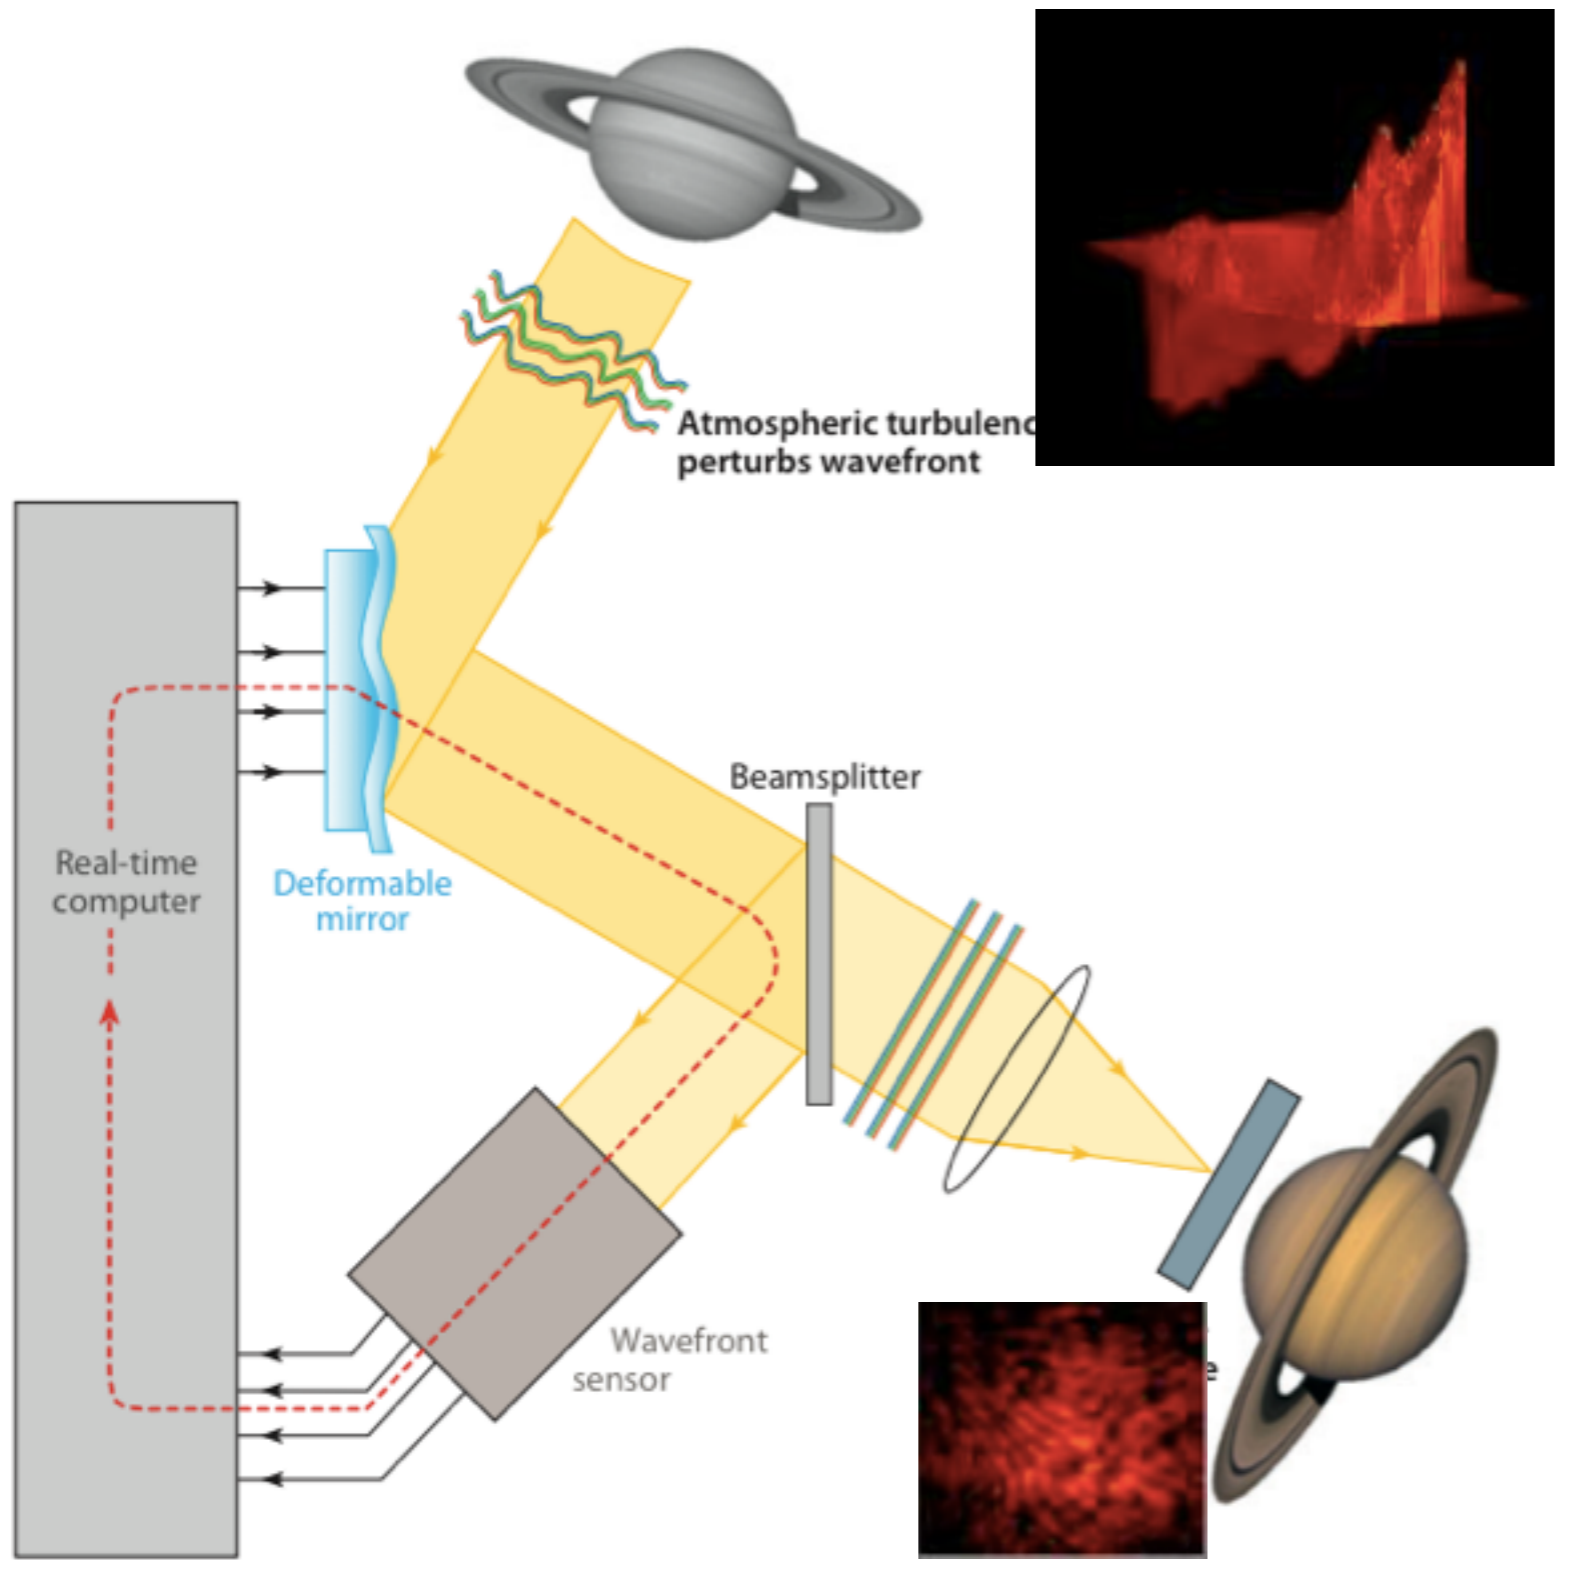 Atmospheric turbulenc
perturbs wavefront
Beamsplitter
Real-time
computer
Deformable
mirror
Wavefront
sensor
e